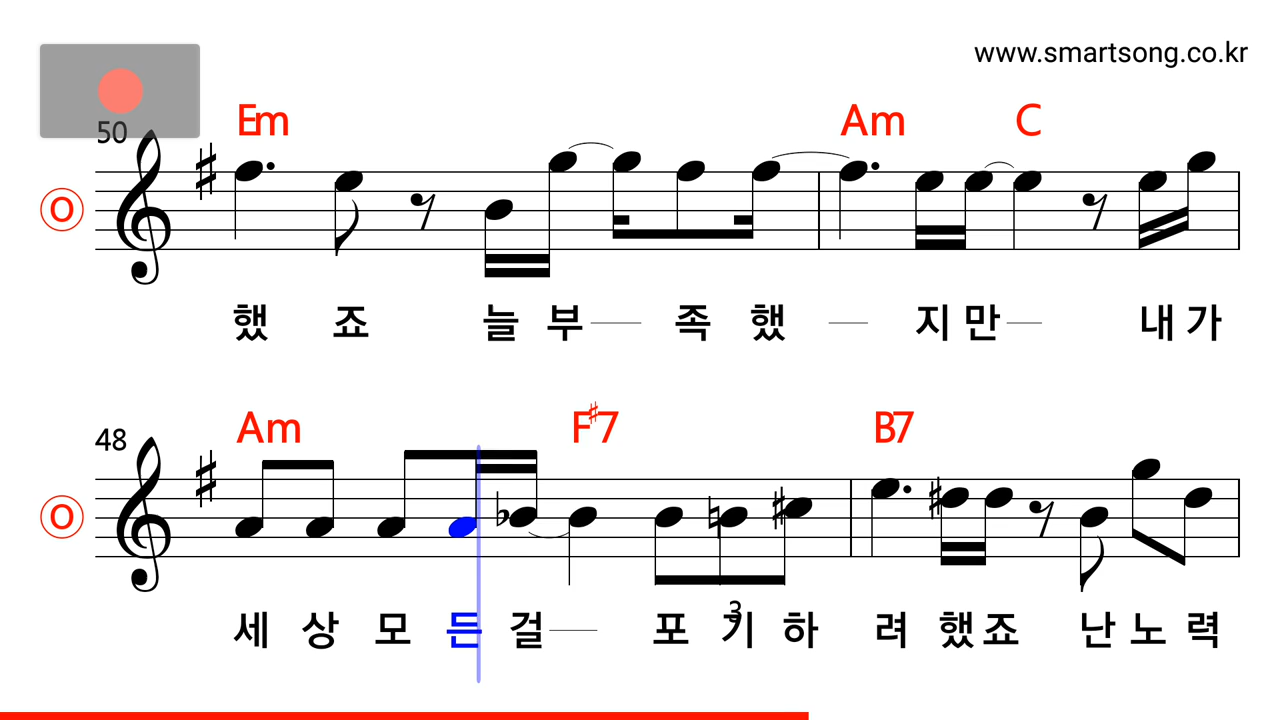 www.smartsong.co.kr
50 Em Am C
O
했 죠 늘 부 족 했 지 만 내 가
48 Am F#7 B7
O
3
세 상 모 든 걸 포 기 하 려 했 죠 난 노 력